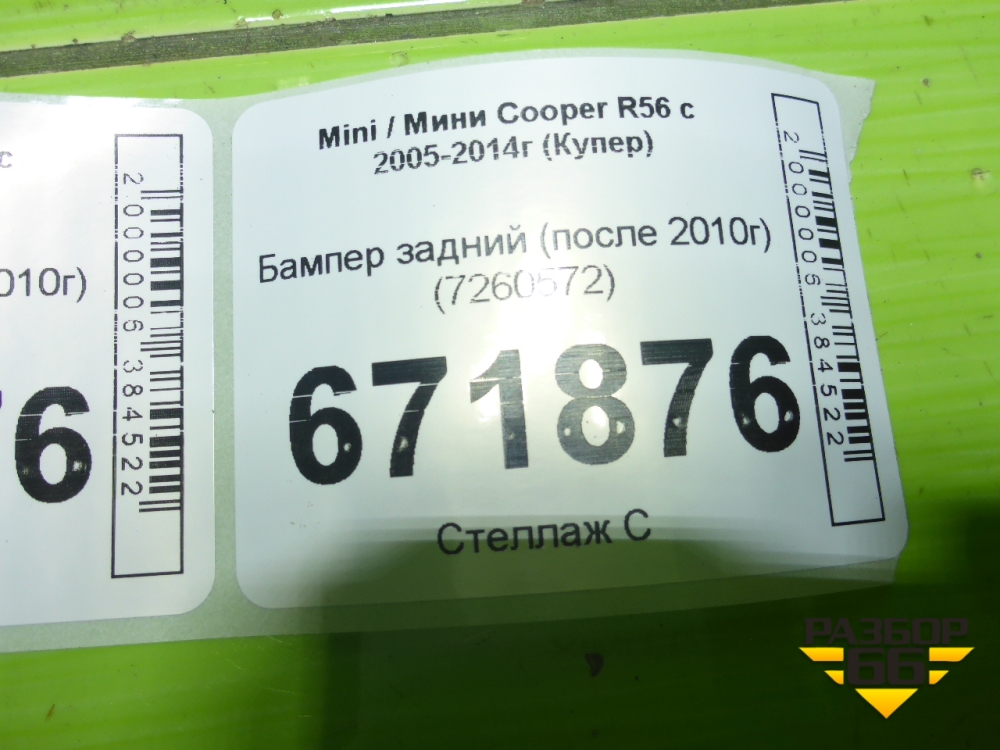 с
010г)
76
2000006384522
Mini / Мини Cooper R56 с
2005-2014г (Купер)
Бампер задний (после 2010г)
(7260572)
671876
Стеллаж С
2000006384522
РАЗБОР
66